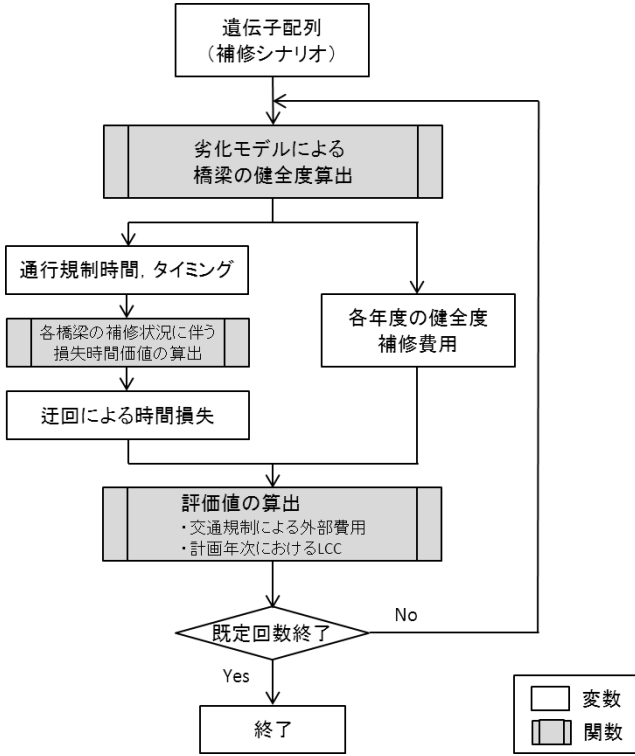 遺伝子配列
（補修シナリオ）
劣化モデルによる
橋梁の健全度算出
通行規制時間，タイミング
各橋梁の補修状況に伴う
損失時間価値の算出
迂回による時間損失
各年度の健全度
補修費用
評価値の算出
・交通規制による外部費用
・計画年次におけるLCC
既定回数終了
No
Yes
終了
変数
関数